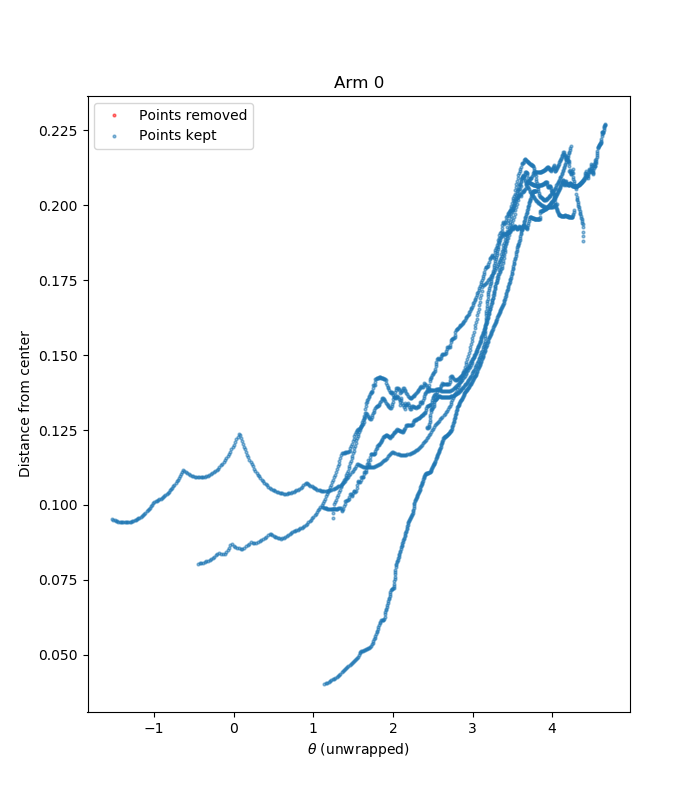 Arm 0
Points removed
Points kept
0.225
0.200
0.175
0.150
0.125
0.100
0.075
0.050
Distance from center
−1 0 1 2 3 4
θ (unwrapped)